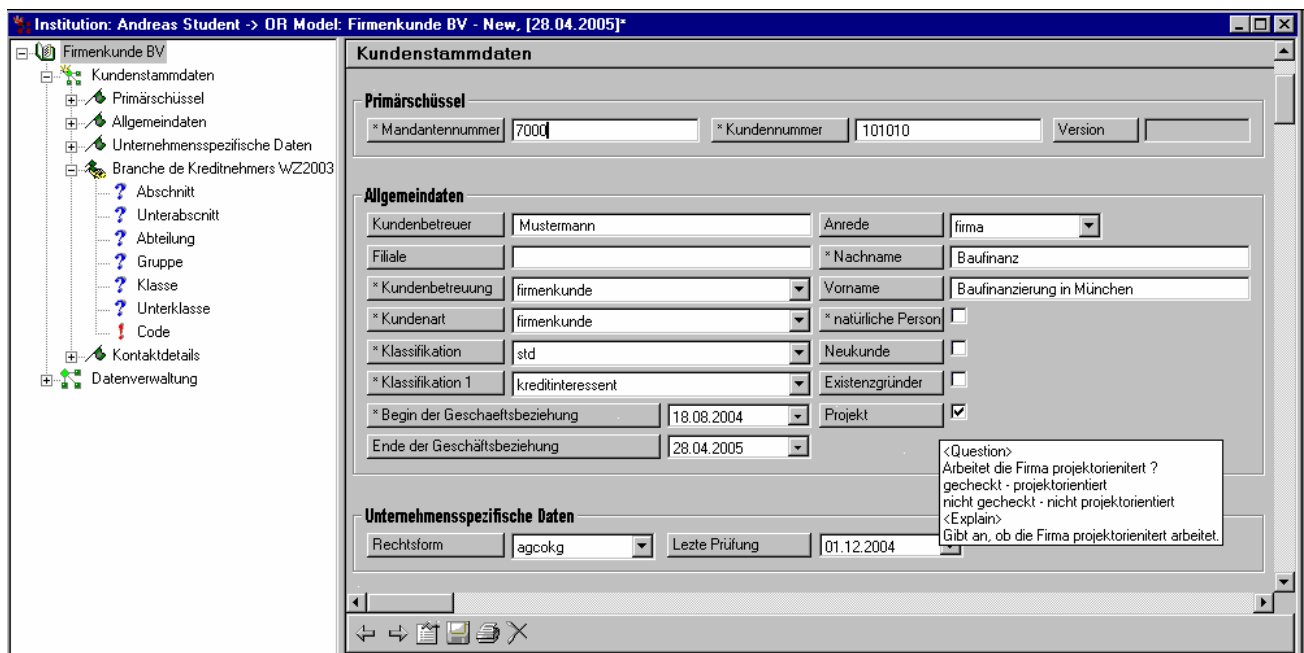 Institution: Andreas Student -> OR Model: Firmenkunde BV - New, [28.04.2005]*
Firmenkunde BV
Kundenstammdaten
Primärschüssel
Allgemeindaten
Unternehmensspezifische Daten
Branche de Kreditnehmers WZ2003
Abschnitt
Unterabscnitt
Abteilung
Gruppe
Klasse
Unterklasse
Code
Kontaktdetails
Datenverwaltung
Kundenstammdaten
Primärschüssel
* Mandantennummer 7000 * Kundennummer 101010 Version
Allgemeindaten
Kundenbetreuer Mustermann Anrede firma
Filiale * Nachname Baufinanz
* Kundenbetreuung firmenkunde Vorname Baufinanzierung in München
* Kundenart firmenkunde * natürliche Person
* Klassifikation std Neukunde
* Klassifikation 1 kreditinteressent Existenzgründer
* Begin der Geschaeftsbeziehung 18.08.2004 Projekt
Ende der Geschäftsbeziehung 28.04.2005
<Question>
Arbeitet die Firma projektorienitert ?
gecheckt - projektorientiert
nicht gecheckt - nicht projektorientiert
<Explain>
Gibt an, ob die Firma projektorienitert arbeitet.
Unternehmensspezifische Daten
Rechtsform agcokg Lezte Prüfung 01.12.2004